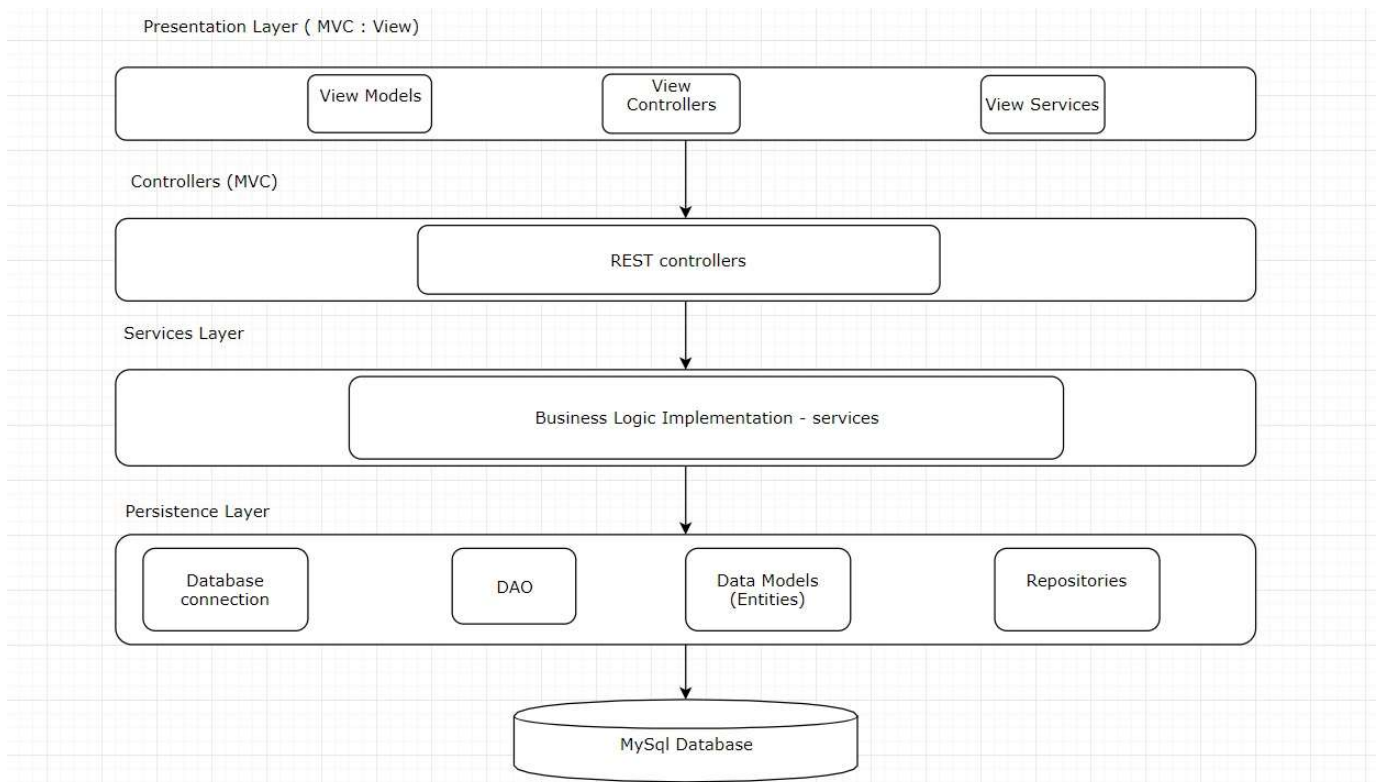 Presentation Layer ( MVC : View)
View Models
View
Controllers
View Services
Controllers (MVC)
REST controllers
Services Layer
Business Logic Implementation - services
Persistence Layer
Database
connection
DAO
Data Models
(Entities)
Repositories
MySql Database